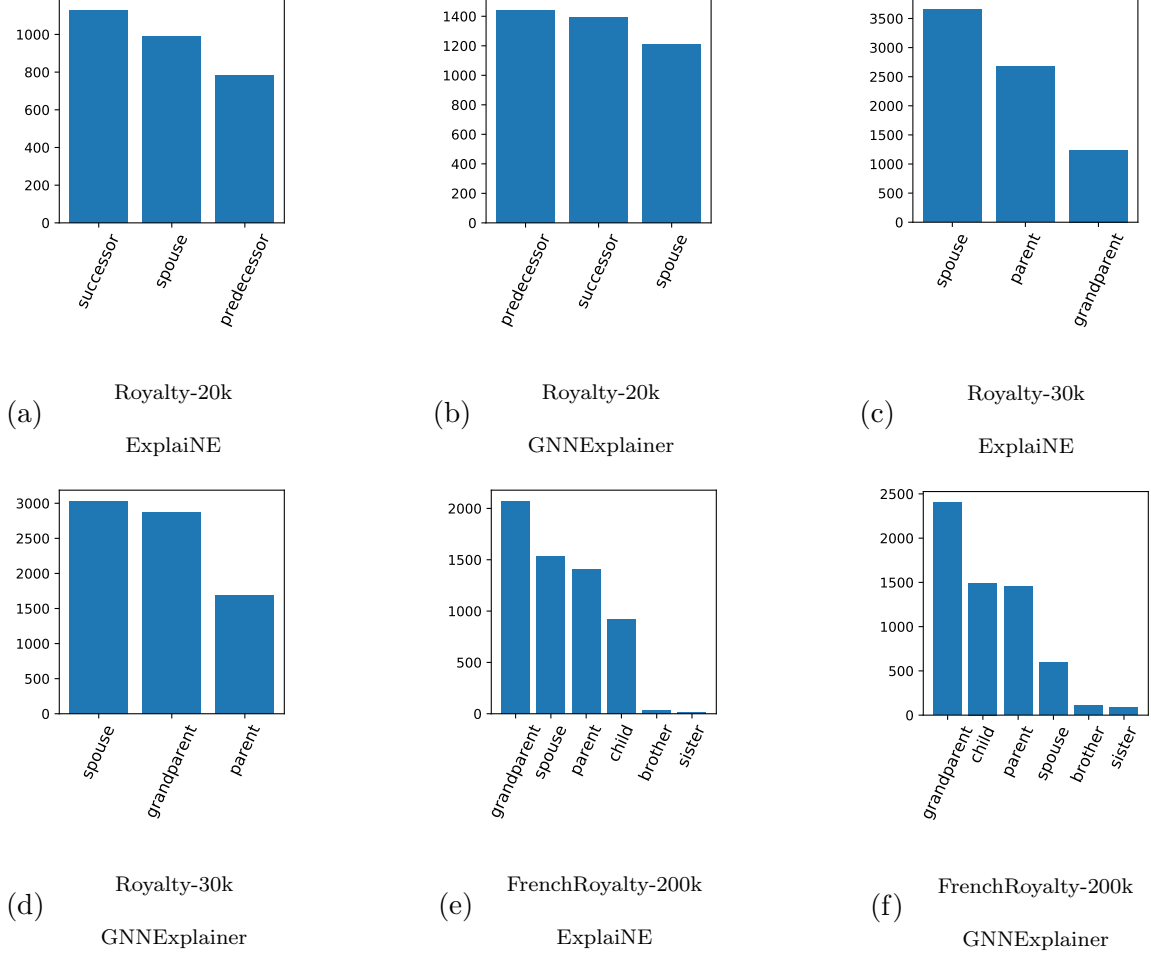 1000
800
600
400
200
0
successor
spouse
predecessor
(a)
Royalty-20k
ExplaiNE
1400
1200
1000
800
600
400
200
0
predecessor
successor
spouse
(b)
Royalty-20k
GNNExplainer
3500
3000
2500
2000
1500
1000
500
0
spouse
parent
grandparent
(c)
Royalty-30k
ExplaiNE
3000
2500
2000
1500
1000
500
0
spouse
grandparent
parent
(d)
Royalty-30k
GNNExplainer
2000
1500
1000
500
0
grandparent
spouse
parent
child
brother
sister
(e)
FrenchRoyalty-200k
ExplaiNE
2500
2000
1500
1000
500
0
grandparent
child
parent
spouse
brother
sister
(f)
FrenchRoyalty-200k
GNNExplainer